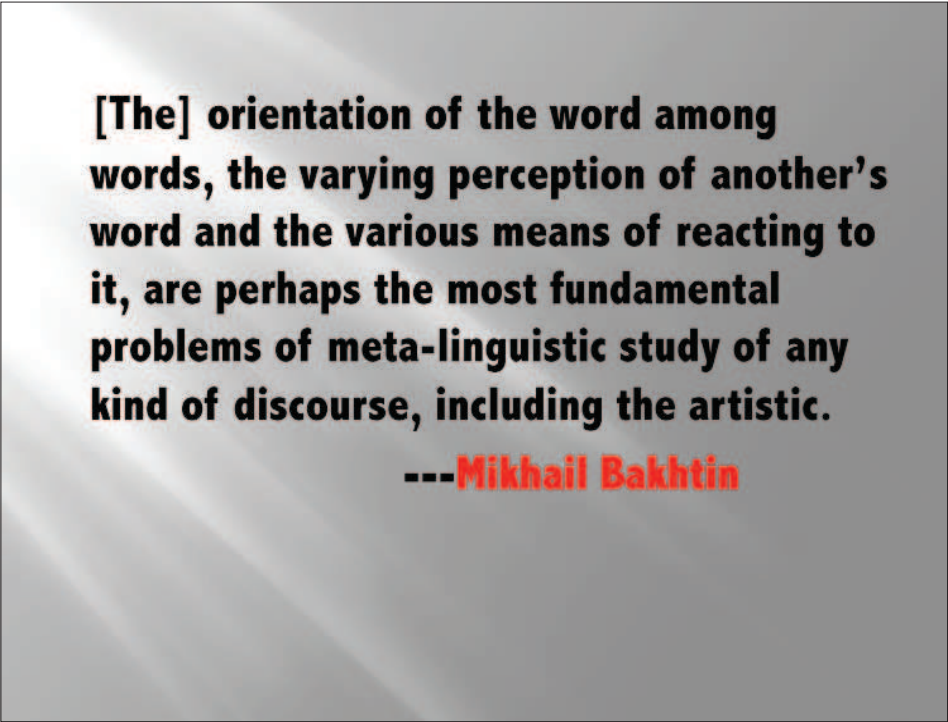 [The] orientation of the word among
words, the varying perception of another’s
word and the various means of reacting to
it, are perhaps the most fundamental
problems of meta-linguistic study of any
kind of discourse, including the artistic.
---Mikhail Bakhtin